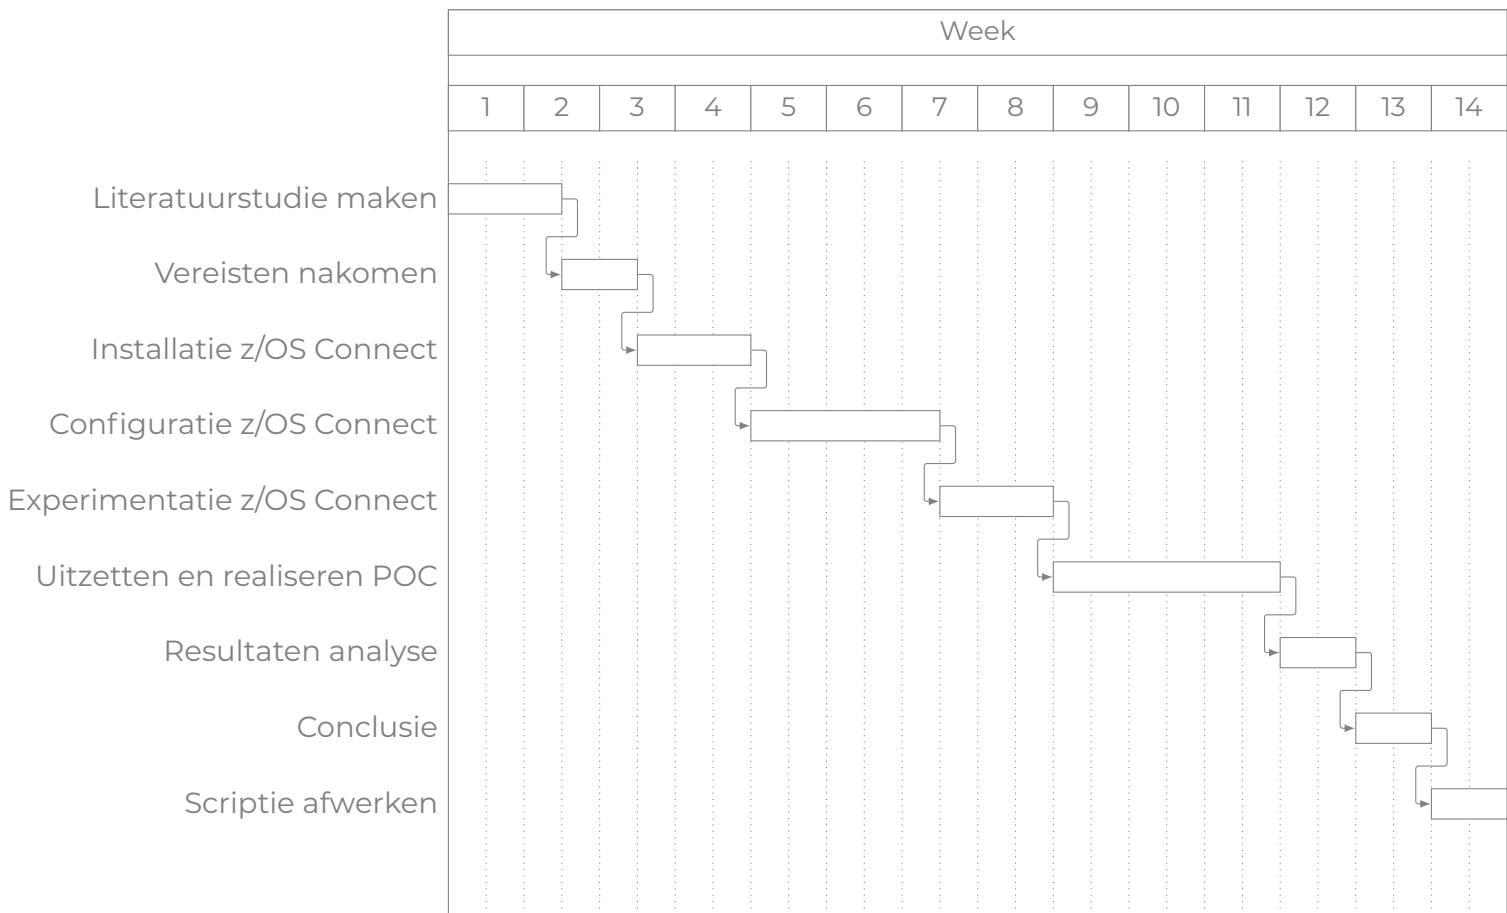 Week
1 2 3 4 5 6 7 8 9 10 11 12 13 14
Literatuurstudie maken
Vereisten nakomen
Installatie z/OS Connect
Configuratie z/OS Connect
Experimentatie z/OS Connect
Uitzetten en realiseren POC
Resultaten analyse
Conclusie
Scriptie afwerken